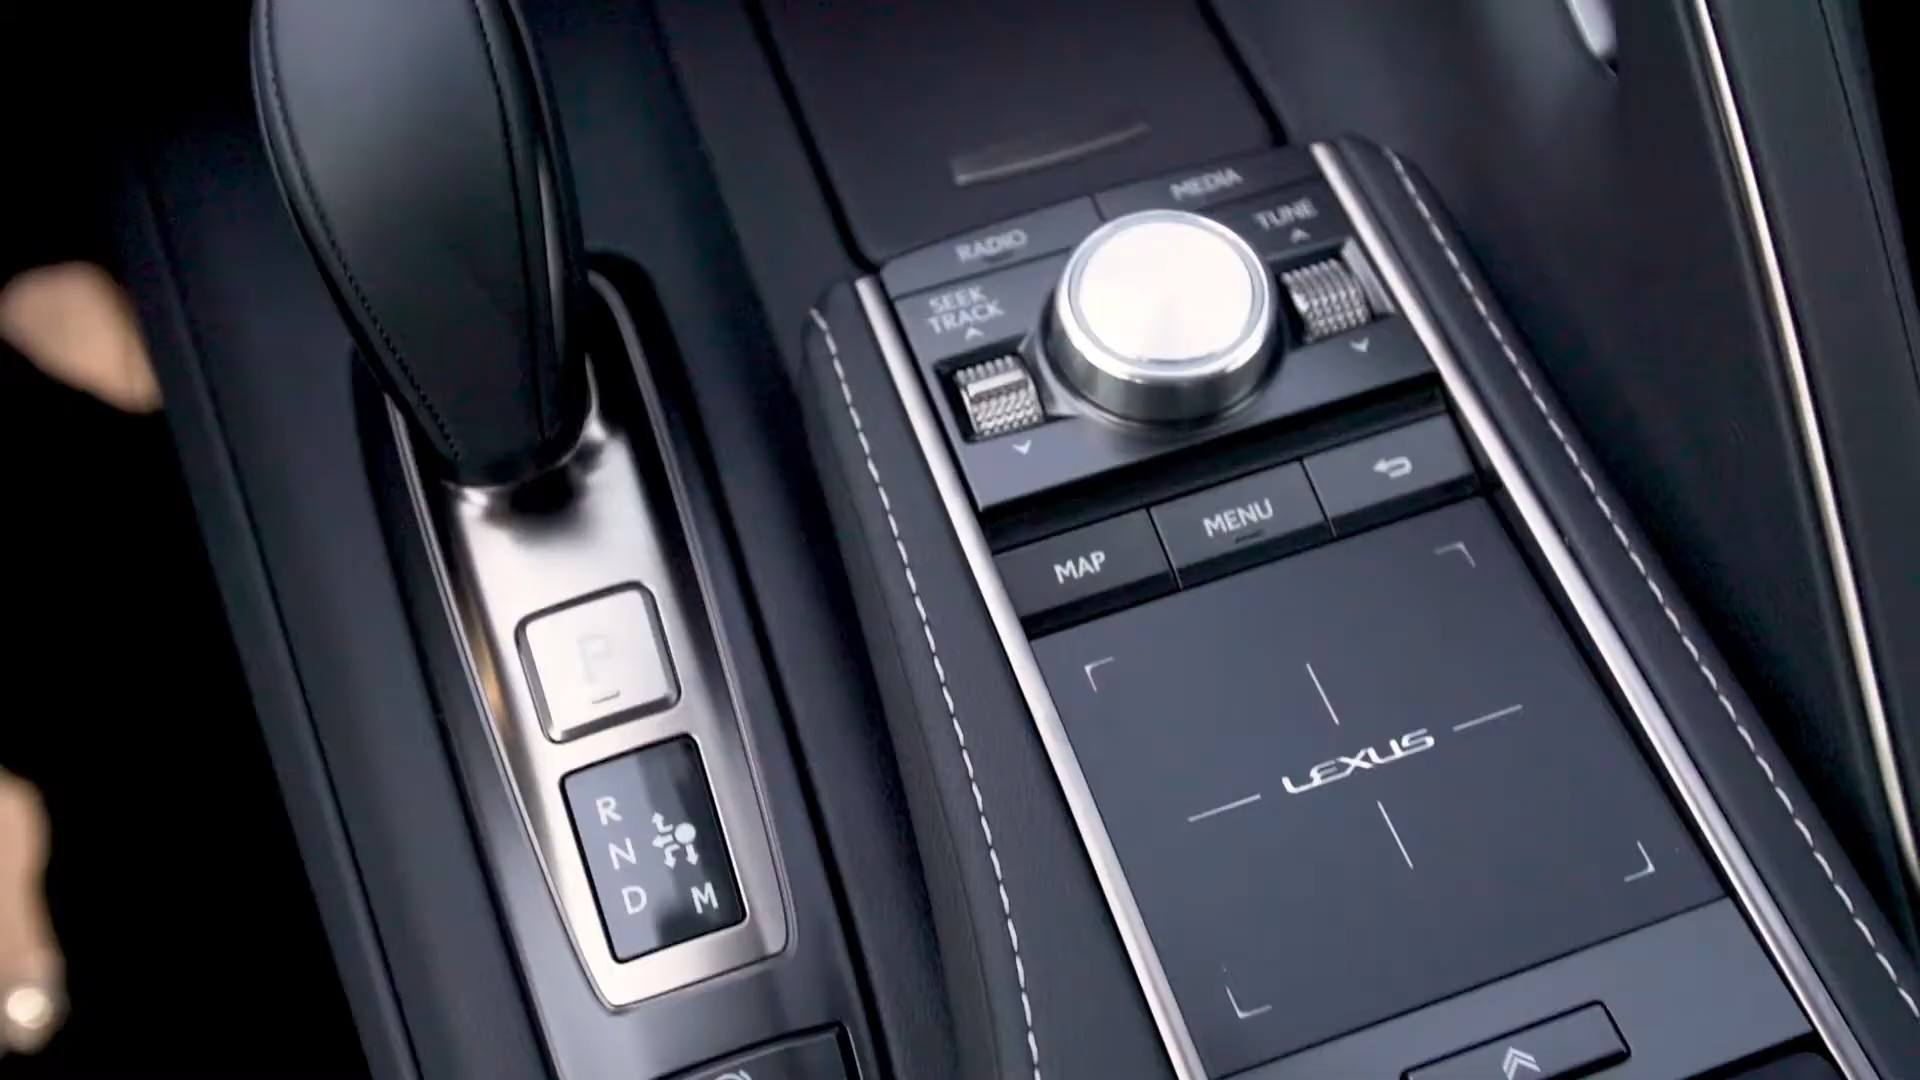 MEDIA
RADIO
TUNE
SEEK
TRACK
MENU
MAP
P
LEXUS
R
N
D M